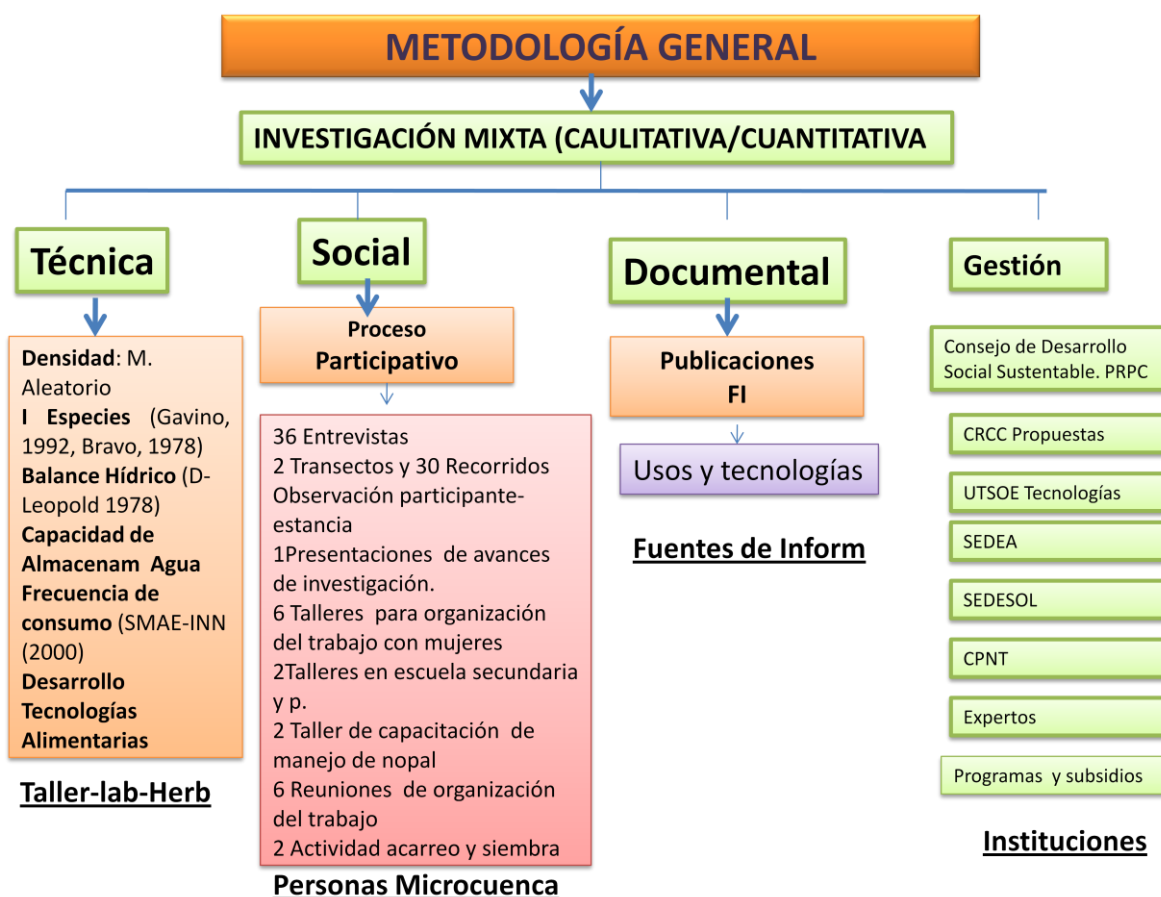 METODOLOGÍA GENERAL
INVESTIGACIÓN MIXTA (CAULITATIVA/CUANTITATIVA
Técnica
Densidad: M.
Aleatorio
I Especies (Gavino,
1992, Bravo, 1978)
Balance Hídrico (D-
Leopold 1978)
Capacidad de
Almacenam Agua
Frecuencia de
consumo (SMAE-INN
(2000)
Desarrollo
Tecnologías
Alimentarias
Taller-lab-Herb
Social
Proceso
Participativo
36 Entrevistas
2 Transectos y 30 Recorridos
Observación participante-
estancia
1Presentaciones de avances
de investigación.
6 Talleres para organización
del trabajo con mujeres
2Talleres en escuela secundaria
y p.
2 Taller de capacitación de
manejo de nopal
6 Reuniones de organización
del trabajo
2 Actividad acarreo y siembra
Personas Microcuenca
Documental
Publicaciones
FI
Usos y tecnologías
Fuentes de Inform
Gestión
Consejo de Desarrollo
Social Sustentable. PRPC
CRCC Propuestas
UTSOE Tecnologías
SEDEA
SEDESOL
CPNT
Expertos
Programas y subsidios
Instituciones